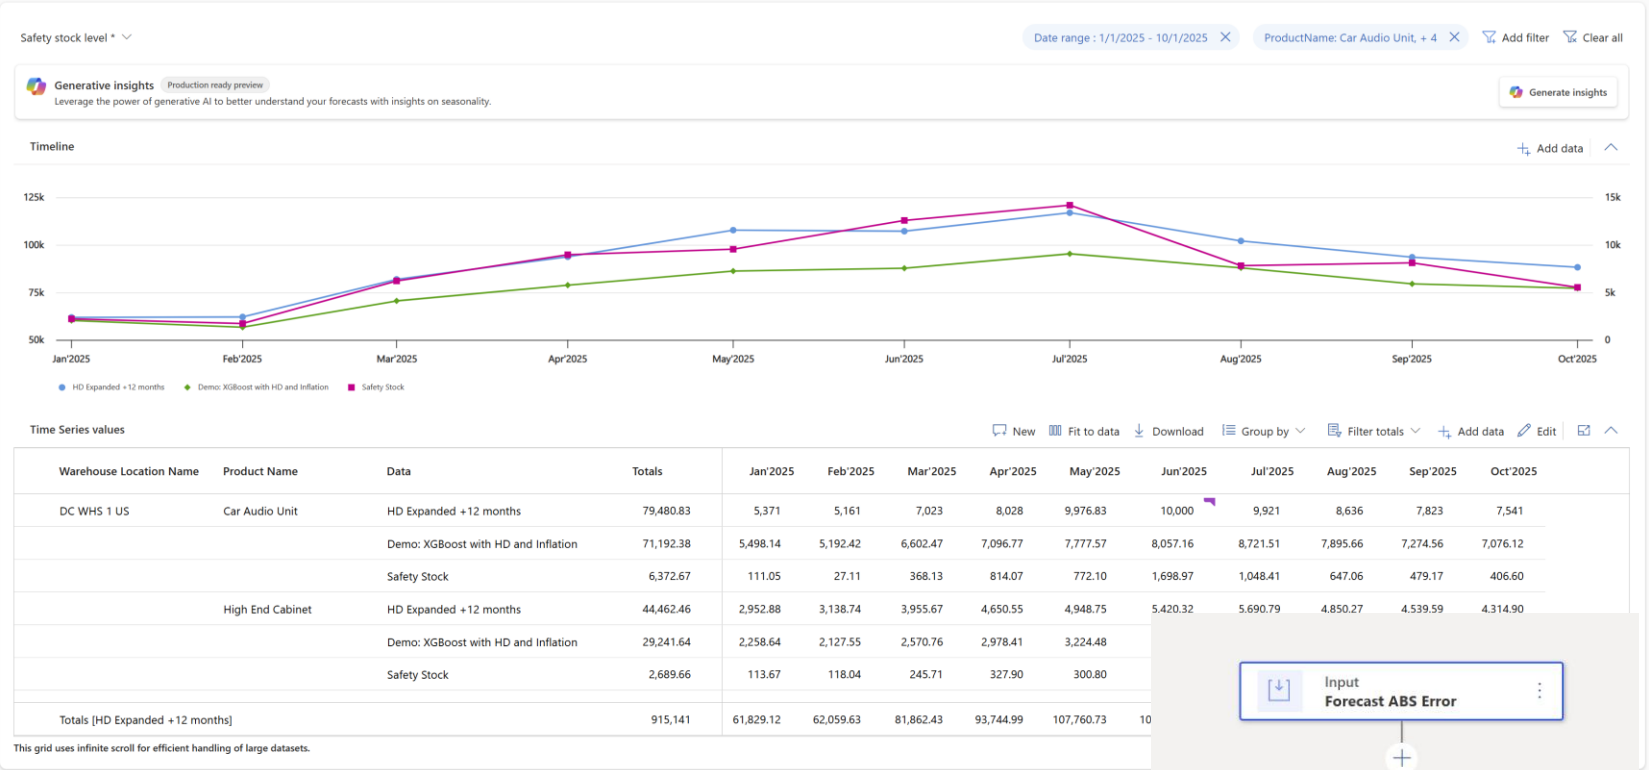 Safety stock level *
Date range : 1/1/2025 - 10/1/2025
ProductName: Car Audio Unit, + 4
Add filter
Clear all
Generative insights Production ready preview
Leverage the power of generative AI to better understand your forecasts with insights on seasonality.
Generate insights
Timeline
Add data
125k 15k
100k 10k
75k 5k
50k 0
Jan'2025 Feb'2025 Mar'2025 Apr'2025 May'2025 Jun'2025 Jul'2025 Aug'2025 Sep'2025 Oct'2025
HD Expanded +12 months Demo: XGBoost with HD and Inflation Safety Stock
Time Series values
New Fit to data Download Group by Filter totals Add data Edit
Warehouse Location Name Product Name Data Totals Jan'2025 Feb'2025 Mar'2025 Apr'2025 May'2025 Jun'2025 Jul'2025 Aug'2025 Sep'2025 Oct'2025
DC WHS 1 US Car Audio Unit HD Expanded +12 months 79,480.83 5,371 5,161 7,023 8,028 9,976.83 10,000 9,921 8,636 7,823 7,541
Demo: XGBoost with HD and Inflation 71,192.38 5,498.14 5,192.42 6,602.47 7,096.77 7,777.57 8,057.16 8,721.51 7,895.66 7,274.56 7,076.12
Safety Stock 6,372.67 111.05 27.11 368.13 814.07 772.10 1,698.97 1,048.41 647.06 479.17 406.60
High End Cabinet HD Expanded +12 months 44,462.46 2,952.88 3,138.74 3,955.67 4,650.55 4,948.75 5,420.32 5,690.79 4,850.27 4,539.59 4,314.90
Demo: XGBoost with HD and Inflation 29,241.64 2,258.64 2,127.55 2,570.76 2,978.41 3,224.48
Safety Stock 2,689.66 113.67 118.04 245.71 327.90 300.80
Totals [HD Expanded +12 months] 915,141 61,829.12 62,059.63 81,862.43 93,744.99 107,760.73 10
This grid uses infinite scroll for efficient handling of large datasets.
Input
Forecast ABS Error